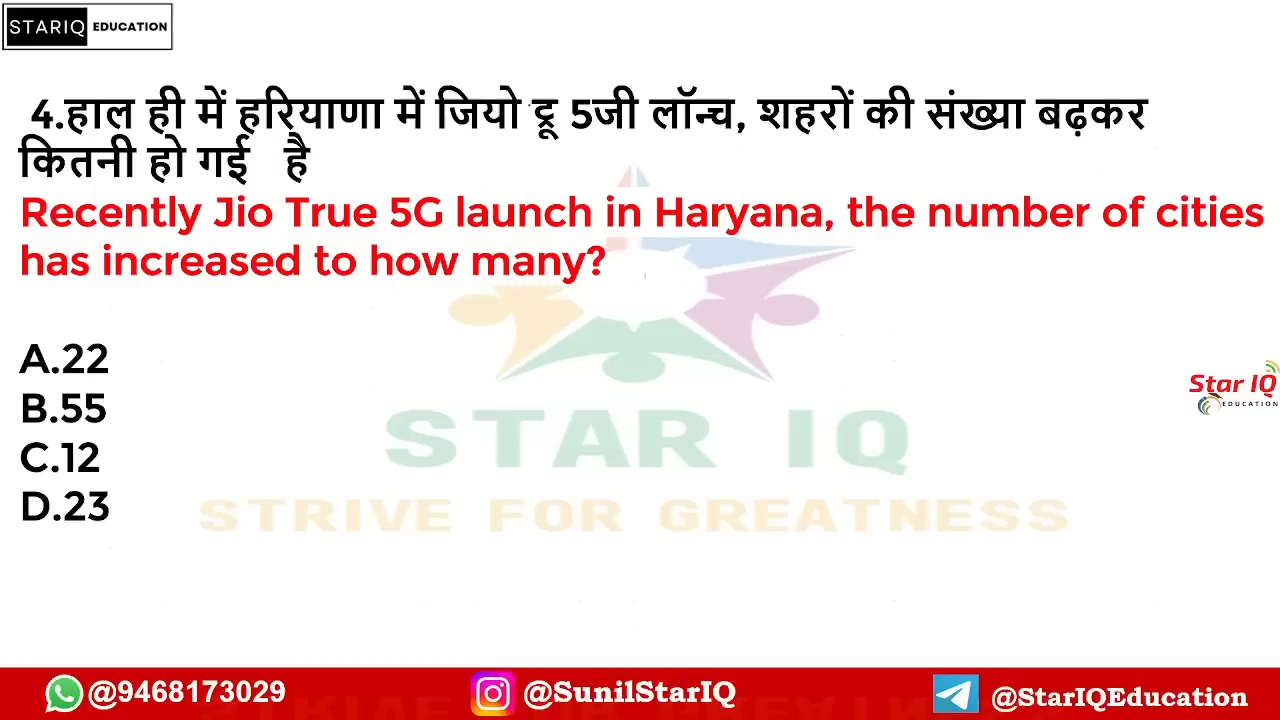 STARIQ EDUCATION
4.हाल ही में हरियाणा में जियो ट्रू 5जी लॉन्च, शहरों की संख्या बढ़कर
कितनी हो गई है
Recently Jio True 5G launch in Haryana, the number of cities
has increased to how many?
A.22
B.55
C.12
D.23
Star IQ
EDUCATION
STAR IQ
STRIVE FOR GREATNESS
@9468173029 @SunilStarIQ @StarIQEducation